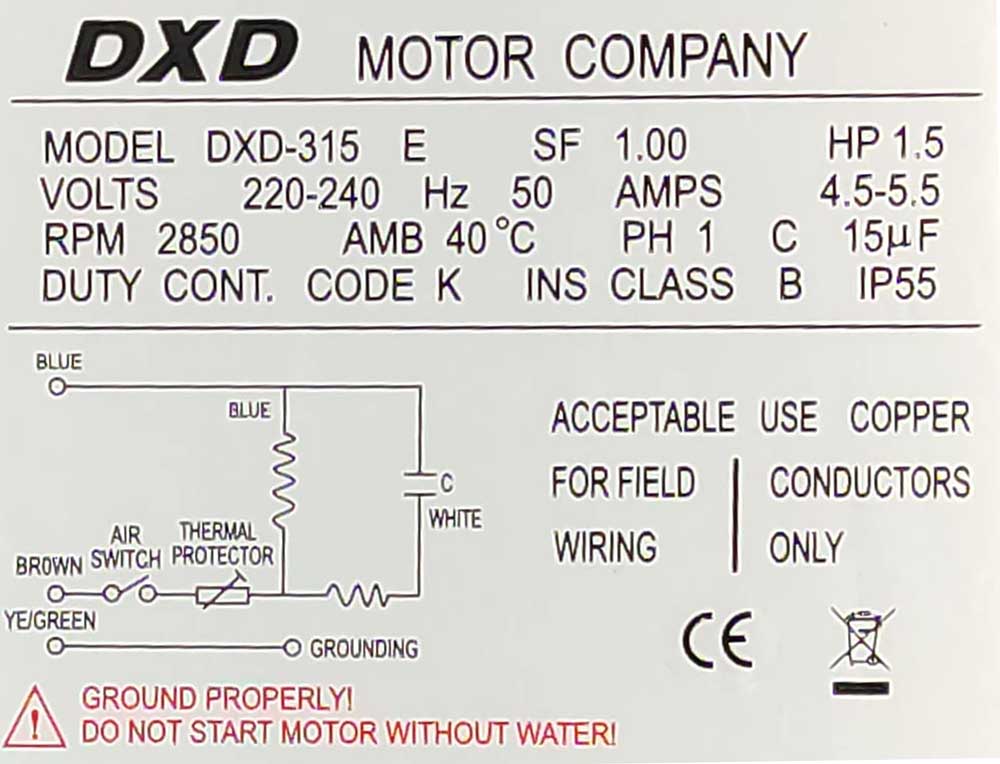 DXD MOTOR COMPANY
MODEL DXD-315 E SF 1.00 HP 1.5
VOLTS 220-240 Hz 50 AMPS 4.5-5.5
RPM 2850 AMB 40°C PH 1 C 15µF
DUTY CONT. CODE K INS CLASS B IP55
BLUE
BLUE
C
WHITE
AIR SWITCH
THERMAL PROTECTOR
BROWN
YE/GREEN
GROUNDING
ACCEPTABLE USE COPPER
FOR FIELD | CONDUCTORS
WIRING | ONLY
CE
GROUND PROPERLY!
DO NOT START MOTOR WITHOUT WATER!